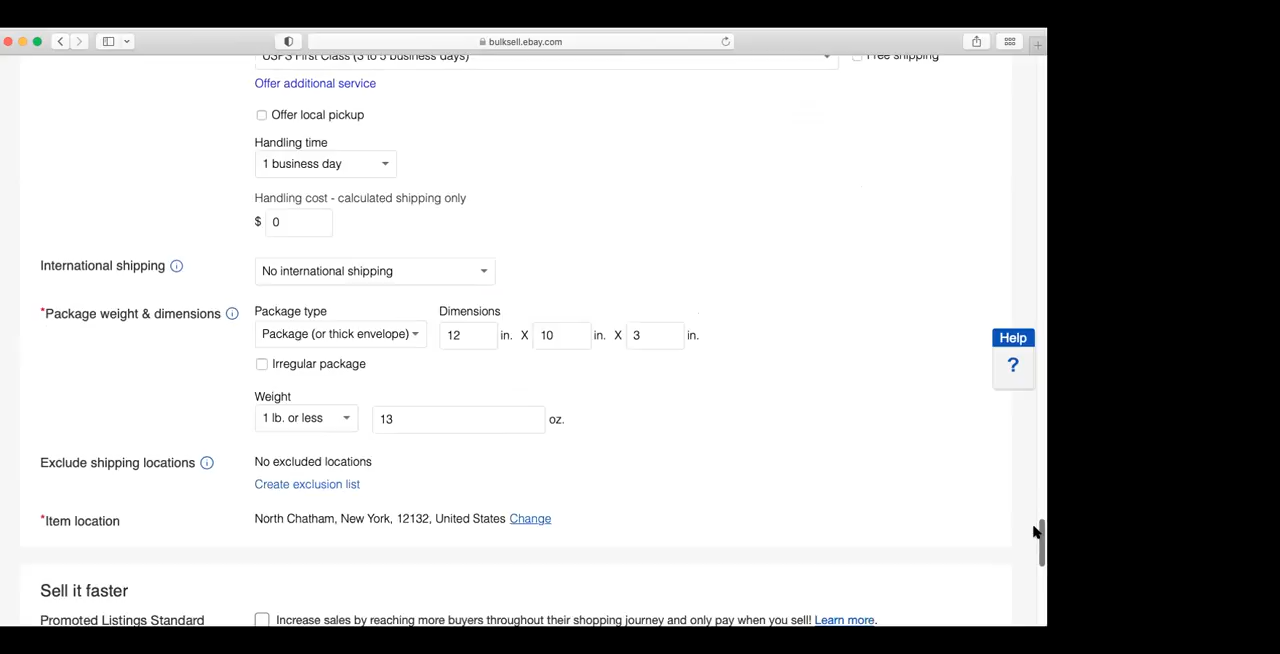 bulksell.ebay.com
USPS First Class (3 to 5 business days)
Free shipping
Offer additional service
Offer local pickup
Handling time
1 business day
Handling cost - calculated shipping only
$ 0
International shipping
No international shipping
*Package weight & dimensions
Package type
Dimensions
Package (or thick envelope)
12 in. X 10 in. X 3 in.
Irregular package
Weight
1 lb. or less
13 oz.
Exclude shipping locations
No excluded locations
Create exclusion list
*Item location
North Chatham, New York, 12132, United States Change
Help
?
Sell it faster
Promoted Listings Standard
Increase sales by reaching more buyers throughout their shopping journey and only pay when you sell! Learn more.